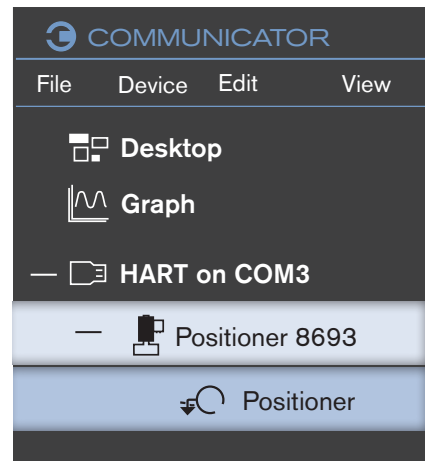 COMMUNICATOR
File Device Edit View
Desktop
Graph
HART on COM3
Positioner 8693
Positioner